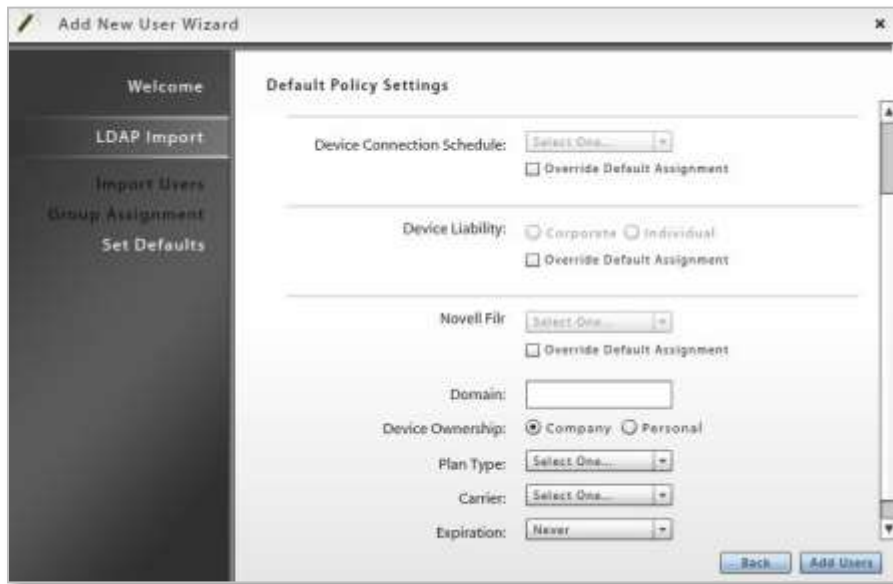 Add New User Wizard
Welcome
LDAP Import
Import Users
Group Assignment
Set Defaults
Default Policy Settings
Device Connection Schedule: Select One...
Override Default Assignment
Device Liability: Corporate Individual
Override Default Assignment
Novell Filr Select One...
Override Default Assignment
Domain:
Device Ownership: Company Personal
Plan Type: Select One...
Carrier: Select One...
Expiration: Never
Back Add Users